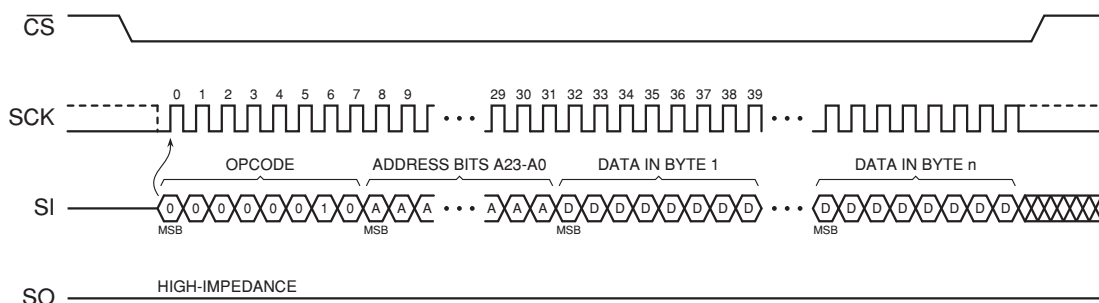 CS
SCK
0 1 2 3 4 5 6 7 8 9 29 30 31 32 33 34 35 36 37 38 39
OPCODE ADDRESS BITS A23-A0 DATA IN BYTE 1 DATA IN BYTE n
SI
0 0 0 0 0 0 1 0 A A A A A A D D D D D D D D D D D D D D D D
MSB MSB MSB MSB
HIGH-IMPEDANCE
SO